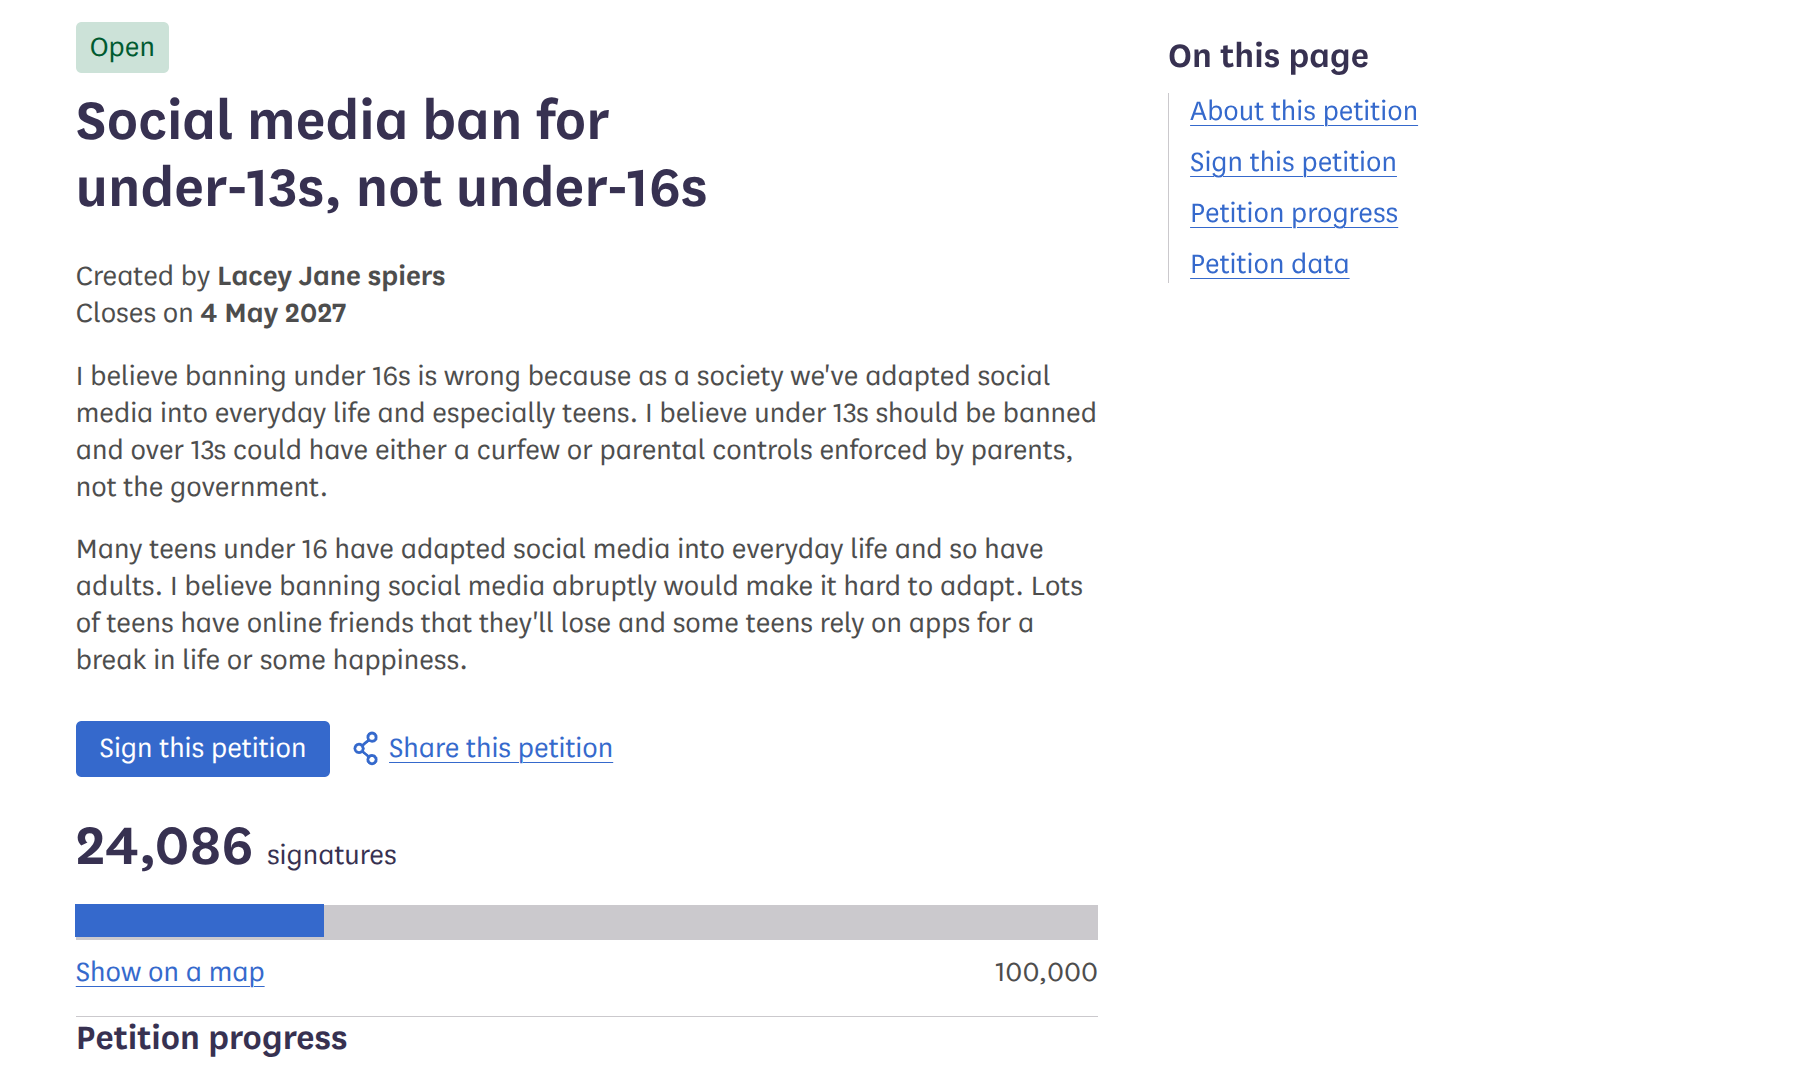 Open
Social media ban for
under-13s, not under-16s
Created by Lacey Jane spiers
Closes on 4 May 2027
I believe banning under 16s is wrong because as a society we've adapted social
media into everyday life and especially teens. I believe under 13s should be banned
and over 13s could have either a curfew or parental controls enforced by parents,
not the government.
Many teens under 16 have adapted social media into everyday life and so have
adults. I believe banning social media abruptly would make it hard to adapt. Lots
of teens have online friends that they'll lose and some teens rely on apps for a
break in life or some happiness.
Sign this petition
Share this petition
24,086 signatures
Show on a map
100,000
Petition progress
On this page
About this petition
Sign this petition
Petition progress
Petition data